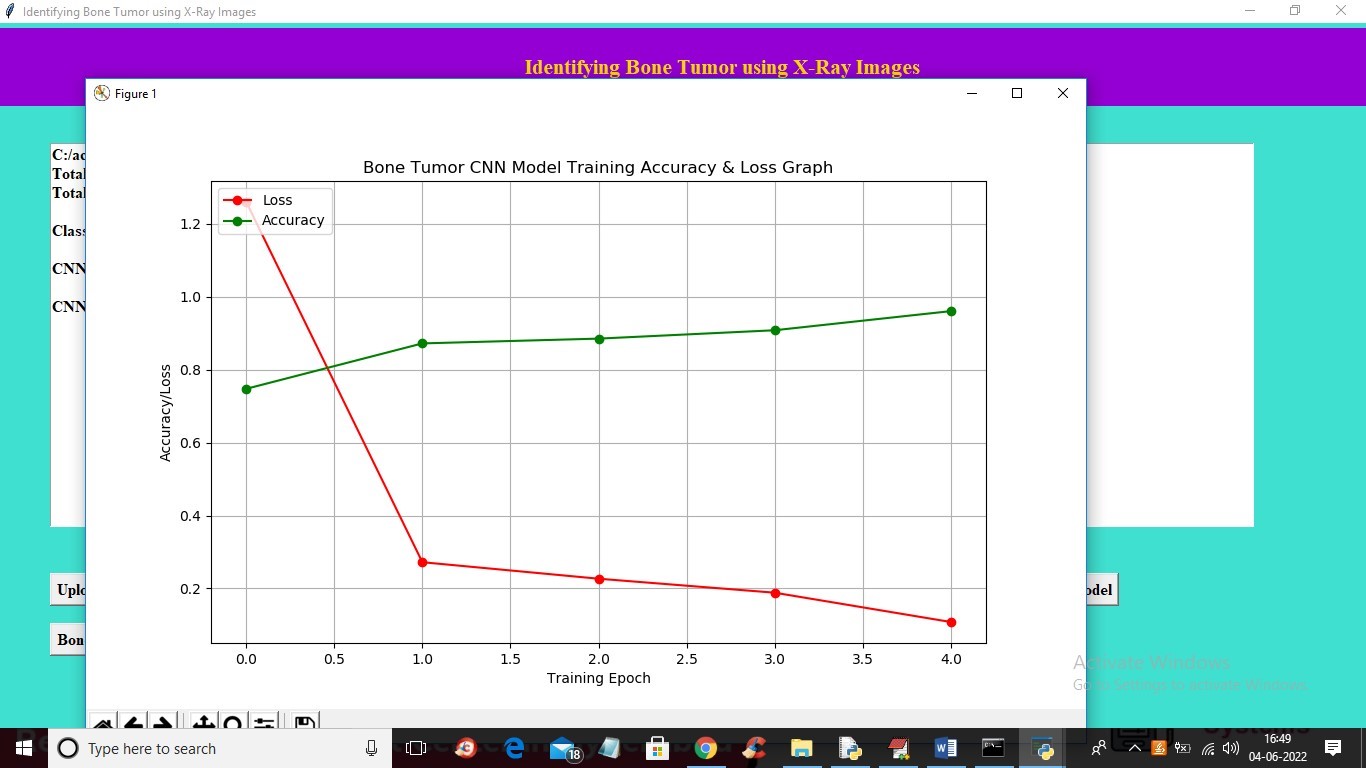 Identifying Bone Tumor using X-Ray Images
Identifying Bone Tumor using X-Ray Images
Figure 1
C:/ac
Total
Total
Class
CNN
CNN
Bone Tumor CNN Model Training Accuracy & Loss Graph
Loss
Accuracy
1.2
1.0
0.8
0.6
0.4
0.2
Accuracy/Loss
0.0 0.5 1.0 1.5 2.0 2.5 3.0 3.5 4.0
Training Epoch
Uplo
odel
Bon
Activate Windows
Go to Settings to activate Windows.
Type here to search
18
16:49
04-06-2022